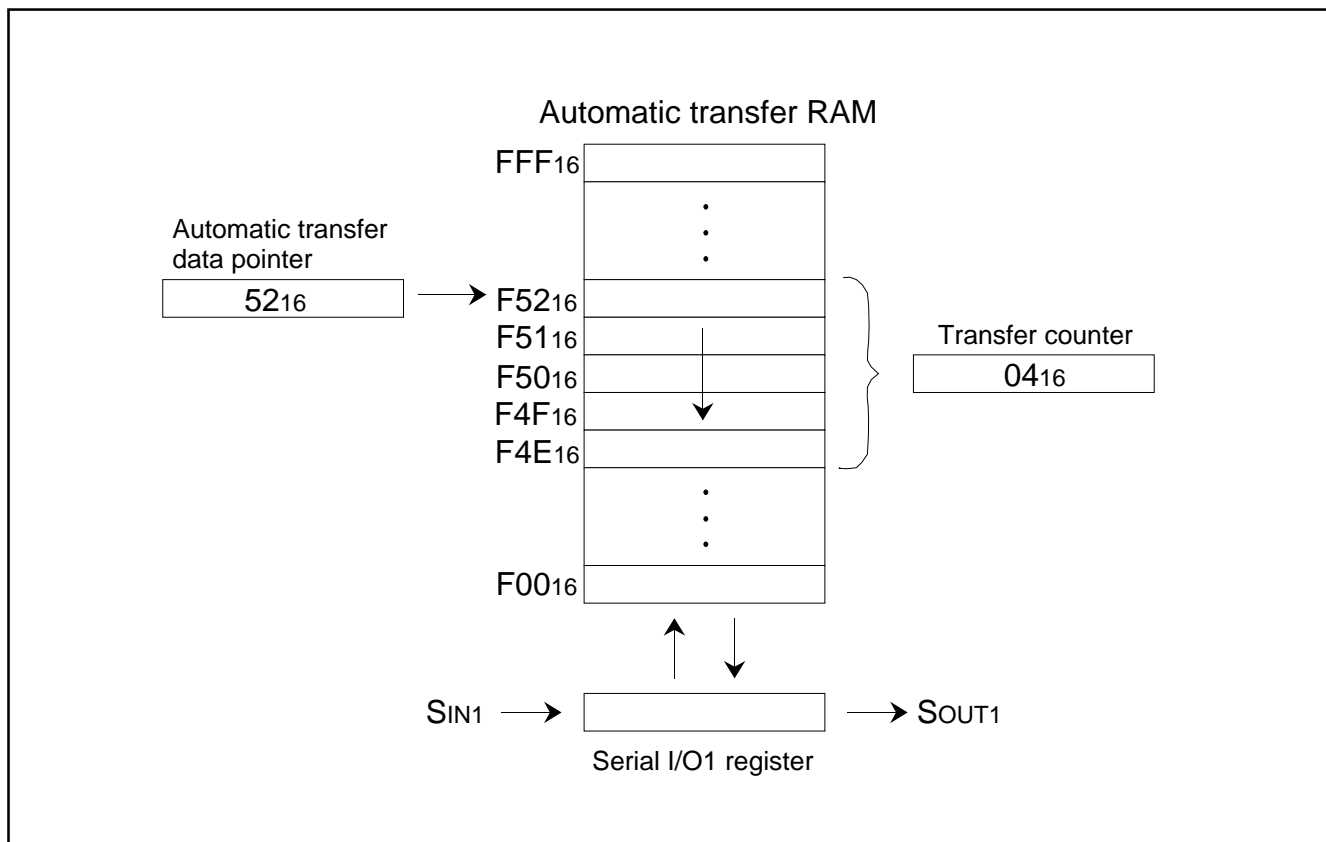 Automatic transfer RAM
FFF16
Automatic transfer
data pointer
5216
F5216
F5116
F5016
F4F16
F4E16
Transfer counter
0416
F0016
SIN1
SOUT1
Serial I/O1 register